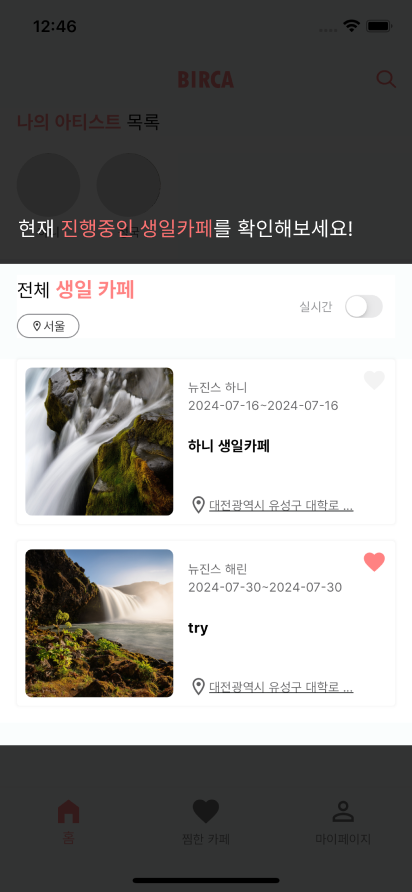 12:46
BIRCA
나의 아티스트 목록
현재 진행중인 생일카페를 확인해보세요!
전체 생일 카페
실시간
서울
뉴진스 하니
2024-07-16~2024-07-16
하니 생일카페
대전광역시 유성구 대학로 ...
뉴진스 해린
2024-07-30~2024-07-30
try
대전광역시 유성구 대학로 ...
홈
찜한 카페
마이페이지